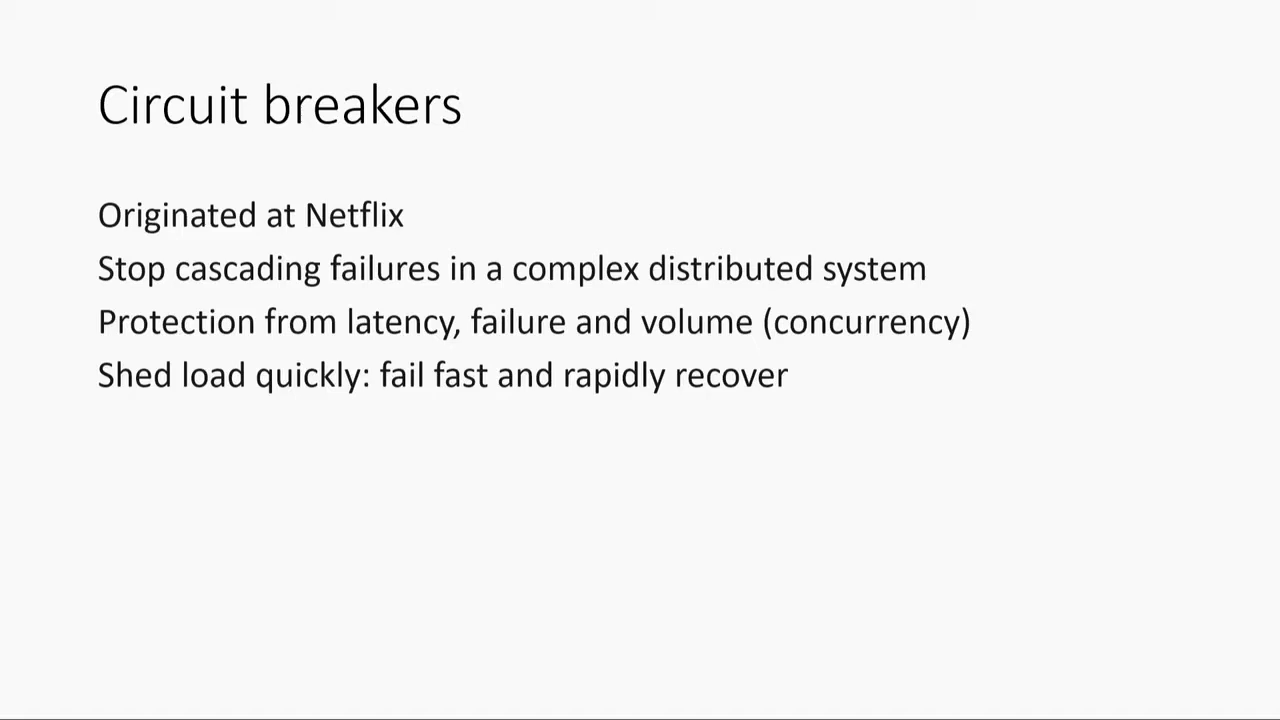 Circuit breakers
Originated at Netflix
Stop cascading failures in a complex distributed system
Protection from latency, failure and volume (concurrency)
Shed load quickly: fail fast and rapidly recover